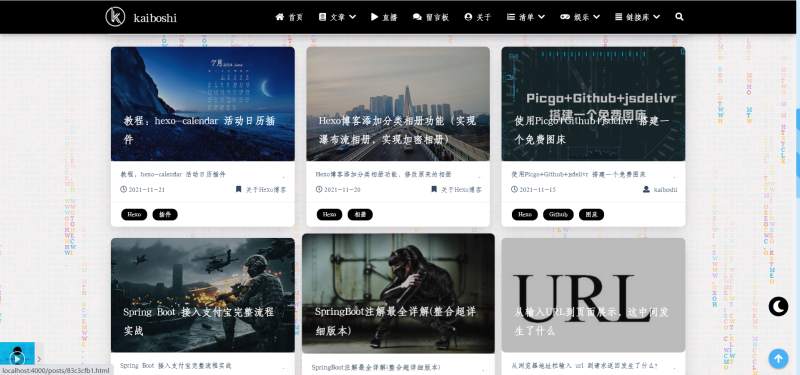 kaiboshi
首页
文章
直播
留言板
关于
清单
娱乐
链接库
7月
教程：hexo-calendar 活动日历插
件
Hexo博客添加分类相册功能（实现
瀑布流相册，实现加密相册）
Picgo+Github+jsdelivr
搭建一个免费图床
使用Picgo+Github+jsdelivr 搭建一
个免费图床
教程：hexo-calendar 活动日历插件
2021-11-21
关于Hexo博客
Hexo
插件
Hexo博客添加分类相册功能，修改原来的相册
2021-11-20
关于Hexo博客
Hexo
相册
使用Picgo+Github+jsdelivr 搭建一个免费图床
2021-11-15
kaiboshi
Hexo
Github
图床
Spring Boot 接入支付宝完整流程
实战
SpringBoot注解最全详解(整合超详
细版本)
URL
从输入URL到页面展示，这中间发
生了什么
Spring Boot 接入支付宝完整流程实战
SpringBoot注解最全详解(整合超详细版本)
从浏览器地址栏输入 url 到请求返回发生了什么？
localhost:4000/posts/83c3cfb1.html